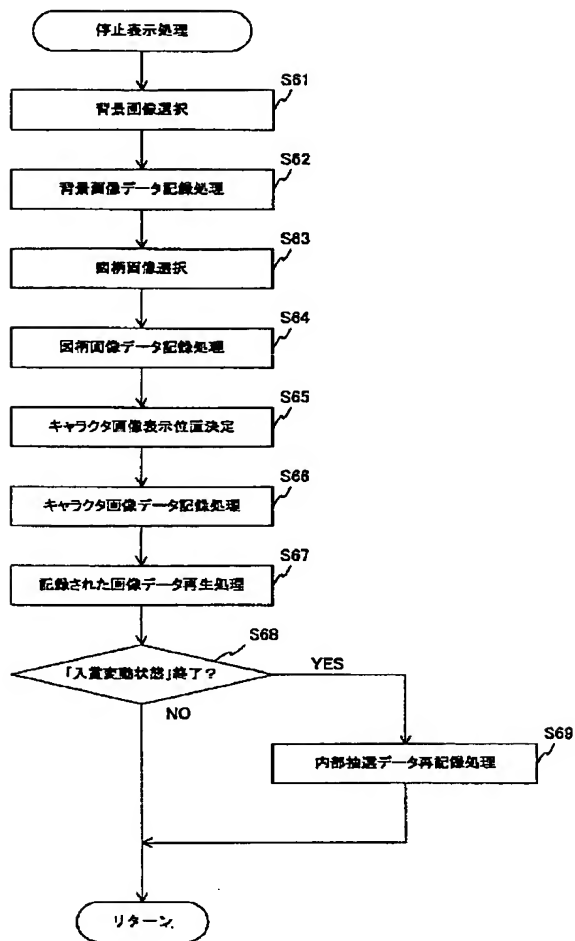 停止表示処理
S61
背景画像選択
S62
背景画像データ記録処理
S63
図柄画像選択
S64
図柄画像データ記録処理
S65
キャラクタ画像表示位置決定
S66
キャラクタ画像データ記録処理
S67
記録された画像データ再生処理
S68
「入賞変動状態」終了?
YES
NO
S69
内部抽選データ再記録処理
リターン